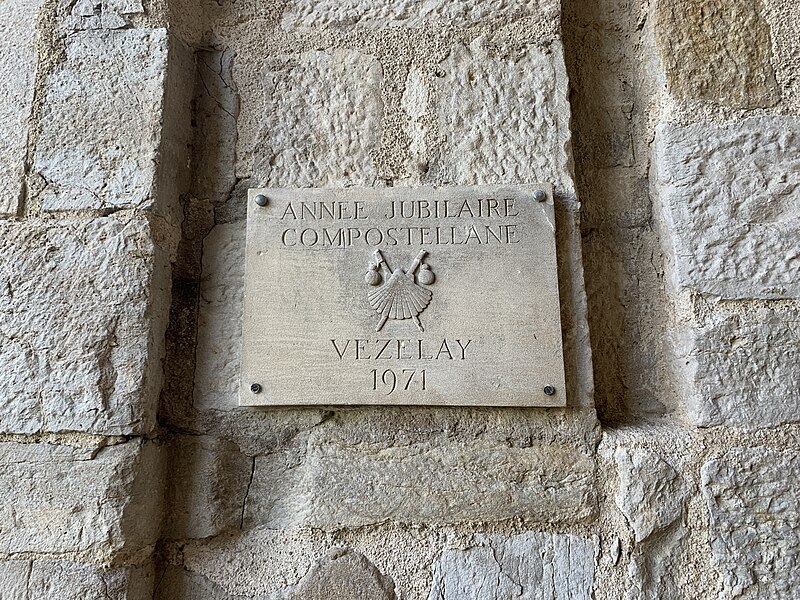 ANNEE JUBILAIRE
COMPOSTELLANE
VEZELAY
1971